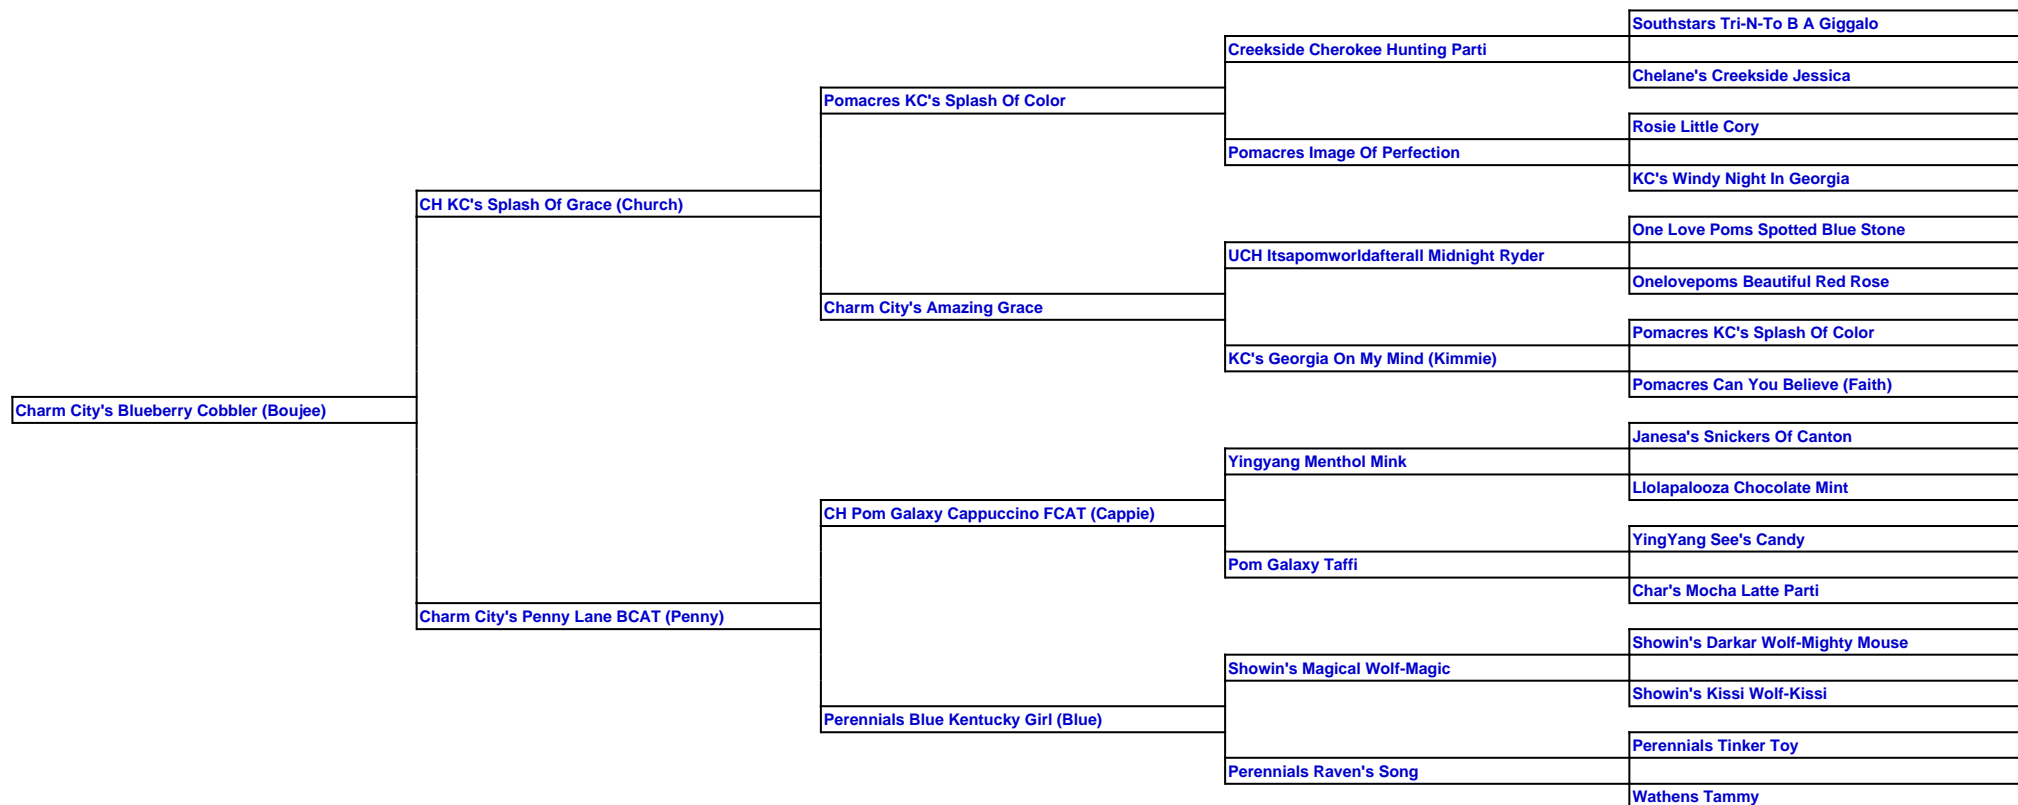 Southstars Tri-N-To B A Giggalo
Creekside Cherokee Hunting Parti
Chelane's Creekside Jessica
Pomacres KC's Splash Of Color
Rosie Little Cory
Pomacres Image Of Perfection
KC's Windy Night In Georgia
CH KC's Splash Of Grace (Church)
One Love Poms Spotted Blue Stone
UCH Itsapomworldafterall Midnight Ryder
Onelovepoms Beautiful Red Rose
Charm City's Amazing Grace
Pomacres KC's Splash Of Color
KC's Georgia On My Mind (Kimmie)
Pomacres Can You Believe (Faith)
Charm City's Blueberry Cobbler (Boujee)
Janesa's Snickers Of Canton
Yingyang Menthol Mink
Llolapalooza Chocolate Mint
CH Pom Galaxy Cappuccino FCAT (Cappie)
YingYang See's Candy
Pom Galaxy Taffi
Char's Mocha Latte Parti
Charm City's Penny Lane BCAT (Penny)
Showin's Darkar Wolf-Mighty Mouse
Showin's Magical Wolf-Magic
Showin's Kissi Wolf-Kissi
Perennials Blue Kentucky Girl (Blue)
Perennials Tinker Toy
Perennials Raven's Song
Wathens Tammy